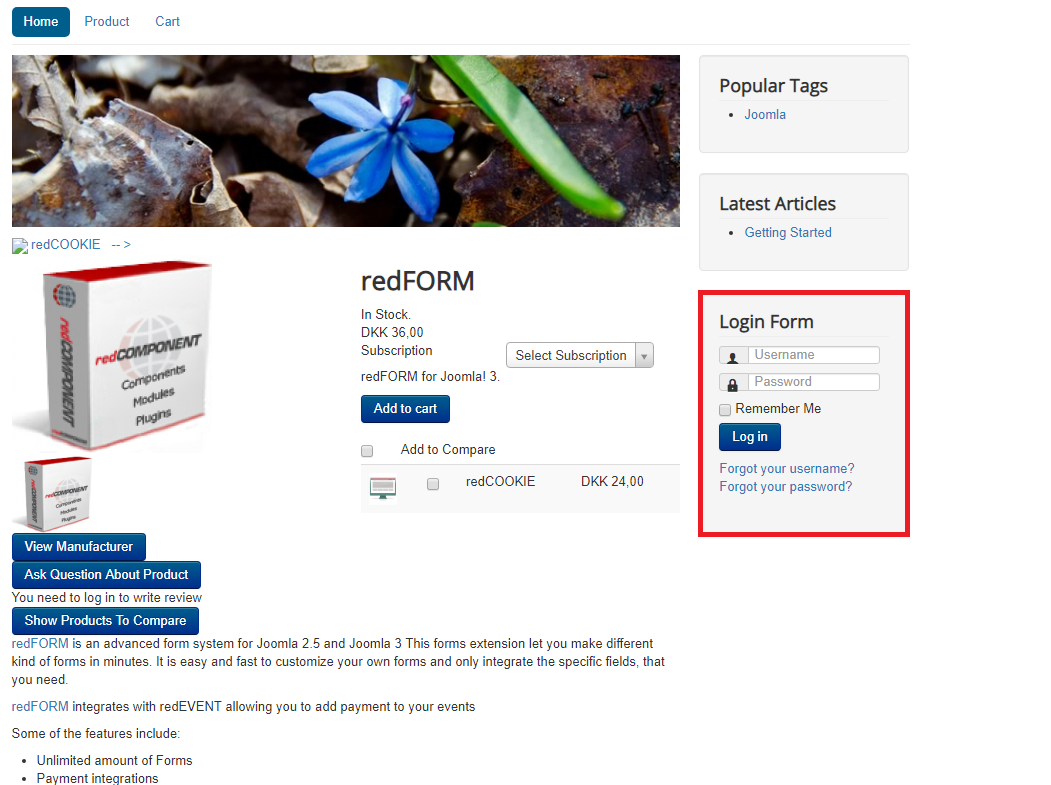 Home Product Cart
redCOOKIE -- >
redCOMPONENT
redCOMPONENT
Components
Modules
Plugins
redCOMPONENT
redCOMPONENT
Components
Modules
Plugins
View Manufacturer
Ask Question About Product
You need to log in to write review
Show Products To Compare
redFORM
In Stock.
DKK 36,00
Subscription Select Subscription
redFORM for Joomla! 3.
Add to cart
Add to Compare
redCOOKIE DKK 24,00
redFORM is an advanced form system for Joomla 2.5 and Joomla 3 This forms extension let you make different
kind of forms in minutes. It is easy and fast to customize your own forms and only integrate the specific fields, that
you need.
redFORM integrates with redEVENT allowing you to add payment to your events
Some of the features include:
Unlimited amount of Forms
Payment integrations
Popular Tags
Joomla
Latest Articles
Getting Started
Login Form
Username
Password
Remember Me
Log in
Forgot your username?
Forgot your password?